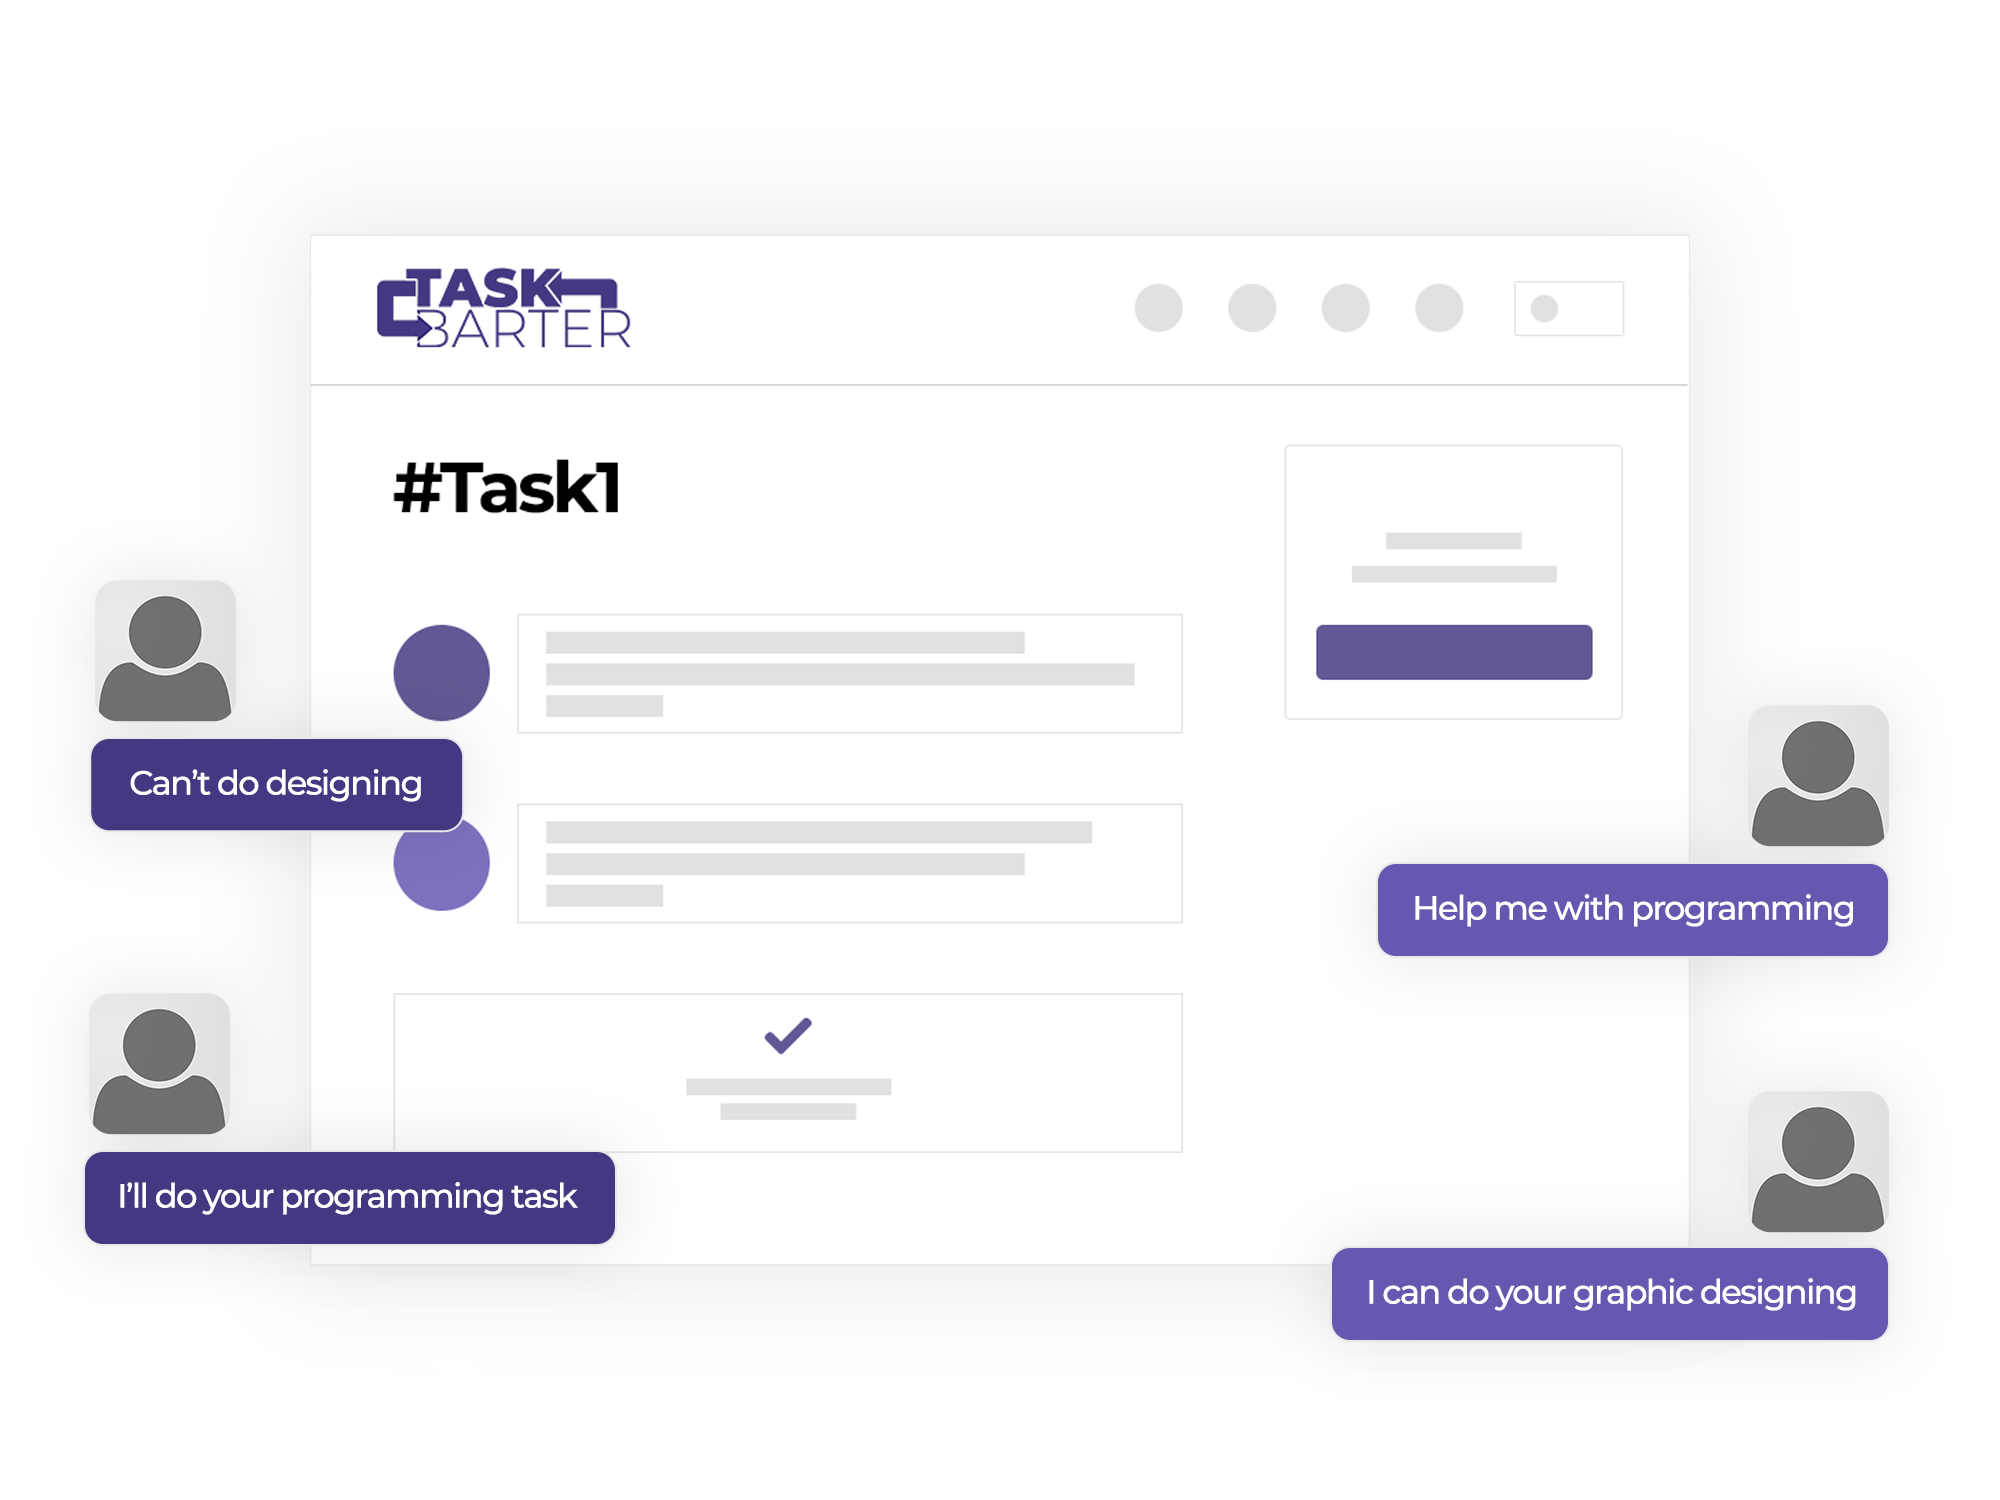 TASK
BARTER
#Task1
Can’t do designing
Help me with programming
I’ll do your programming task
I can do your graphic designing